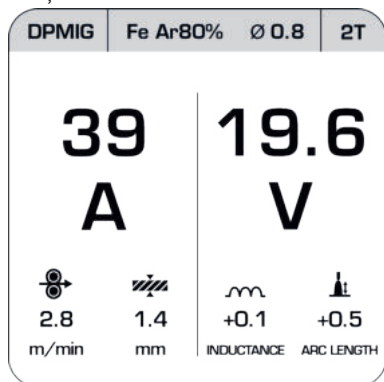 DPMIG Fe Ar80% Ø 0.8 2T
39 19.6
A V
2.8 1.4 +0.1 +0.5
m/min mm INDUCTANCE ARC LENGTH